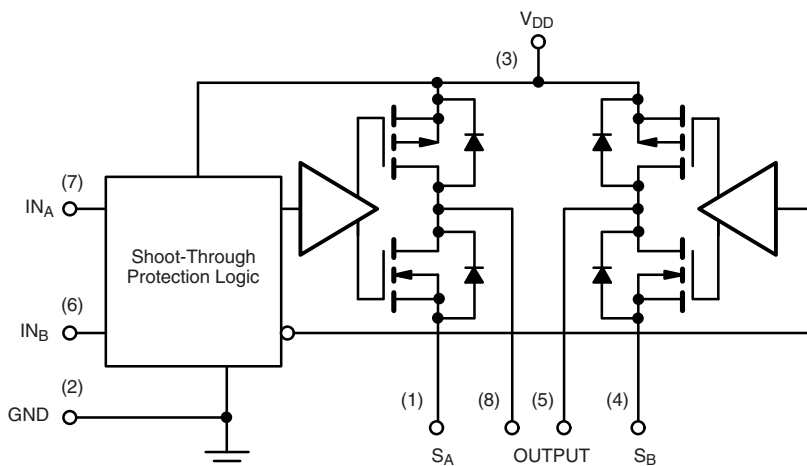 V_DD
(3)
(7)
IN_A
Shoot-Through
Protection Logic
(6)
IN_B
(2)
GND
(1)
(8)
(5)
(4)
S_A
OUTPUT
S_B